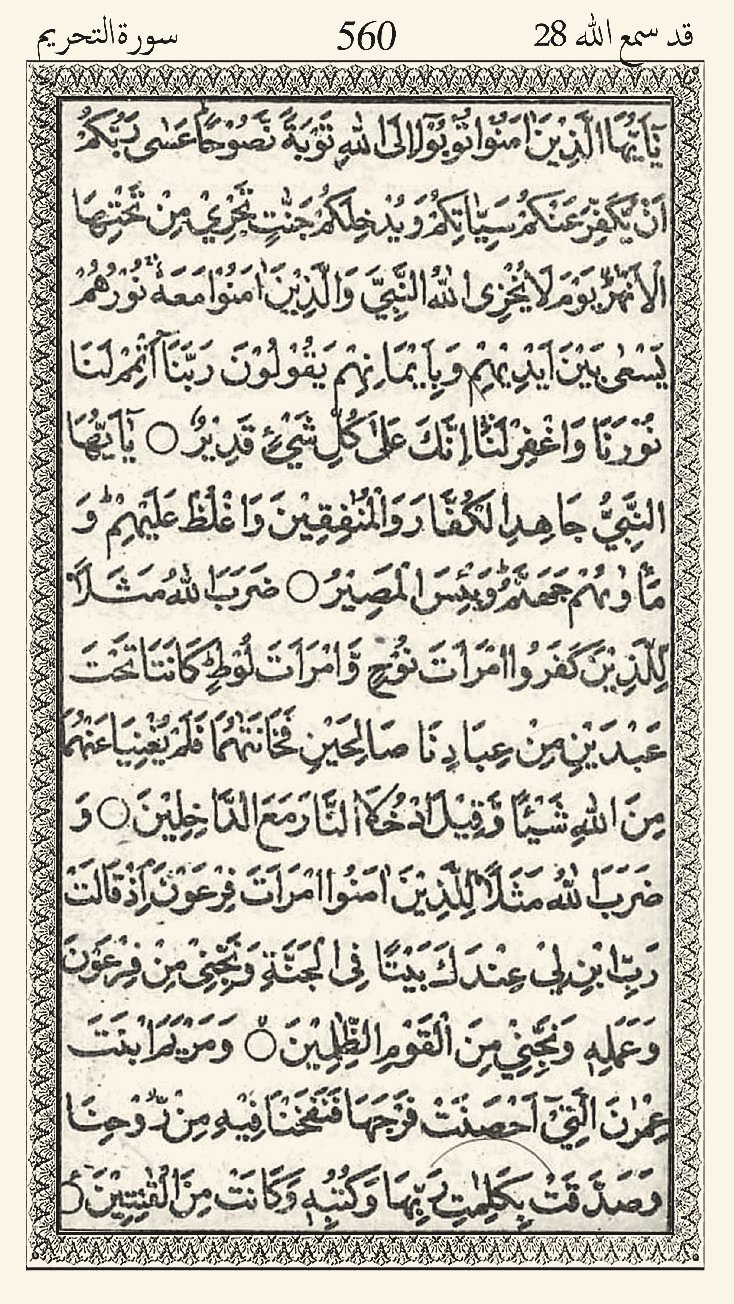 قد سمع الله 28
560
سورة التحريم
يٰۤاَيُّهَا الَّذِيْنَ اٰمَنُوْا تُوْبُوْۤا اِلَى اللّٰهِ تَوْبَةً نَّصُوْحًا ؕ عَسٰى رَبُّكُمْ
اَنْ يُّكَفِّرَ عَنْكُمْ سَيِّاٰتِكُمْ وَيُدْخِلَكُمْ جَنّٰتٍ تَجْرِيْ مِنْ تَحْتِهَا
الْاَنْهٰرُ ۙ يَوْمَ لَا يُخْزِى اللّٰهُ النَّبِيَّ وَالَّذِيْنَ اٰمَنُوْا مَعَهٗ ۚ نُوْرُهُمْ
يَسْعٰى بَيْنَ اَيْدِيْهِمْ وَبِاَيْمَانِهِمْ يَقُوْلُوْنَ رَبَّنَاۤ اَتْمِمْ لَنَا
نُوْرَنَا وَاغْفِرْ لَنَا ۚ اِنَّكَ عَلٰى كُلِّ شَيْءٍ قَدِيْرٌ ○ يٰۤاَيُّهَا
النَّبِيُّ جَاهِدِ الْكُفَّارَ وَالْمُنٰفِقِيْنَ وَاغْلُظْ عَلَيْهِمْ ؕ وَ
مَاْوٰىهُمْ جَهَنَّمُ ؕ وَبِئْسَ الْمَصِيْرُ ○ ضَرَبَ اللّٰهُ مَثَلًا
لِّلَّذِيْنَ كَفَرُوا امْرَاَتَ نُوْحٍ وَّامْرَاَتَ لُوْطٍ ؕ كَانَتَا تَحْتَ
عَبْدَيْنِ مِنْ عِبَادِنَا صَالِحَيْنِ فَخَانَتٰهُمَا فَلَمْ يُغْنِيَا عَنْهُمَا
مِنَ اللّٰهِ شَيْـًٔا وَّقِيْلَ ادْخُلَا النَّارَ مَعَ الدَّاخِلِيْنَ ○ وَ
ضَرَبَ اللّٰهُ مَثَلًا لِّلَّذِيْنَ اٰمَنُوا امْرَاَتَ فِرْعَوْنَ ۘ اِذْ قَالَتْ
رَبِّ ابْنِ لِيْ عِنْدَكَ بَيْتًا فِى الْجَنَّةِ وَنَجِّنِيْ مِنْ فِرْعَوْنَ
وَعَمَلِهٖ وَنَجِّنِيْ مِنَ الْقَوْمِ الظّٰلِمِيْنَ ○ وَمَرْيَمَ ابْنَتَ
عِمْرٰنَ الَّتِيْۤ اَحْصَنَتْ فَرْجَهَا فَنَفَخْنَا فِيْهِ مِنْ رُّوْحِنَا
وَصَدَّقَتْ بِكَلِمٰتِ رَبِّهَا وَكُتُبِهٖ وَكَانَتْ مِنَ الْقٰنِتِيْنَ ○